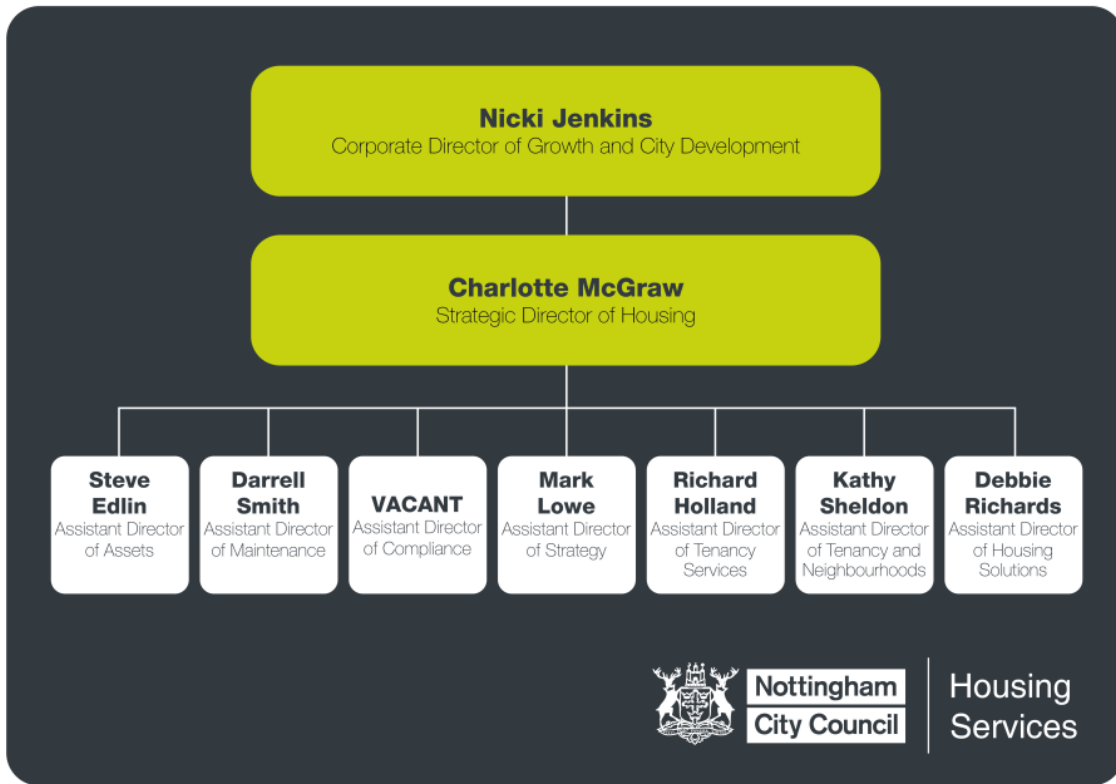 Nicki Jenkins
Corporate Director of Growth and City Development
Charlotte McGraw
Strategic Director of Housing
Steve
Edlin
Assistant Director
of Assets
Darrell
Smith
Assistant Director
of Maintenance
VACANT
Assistant Director
of Compliance
Mark
Lowe
Assistant Director
of Strategy
Richard
Holland
Assistant Director
of Tenancy
Services
Kathy
Sheldon
Assistant Director
of Tenancy and
Neighbourhoods
Debbie
Richards
Assistant Director
of Housing
Solutions
Nottingham
City Council
Housing
Services